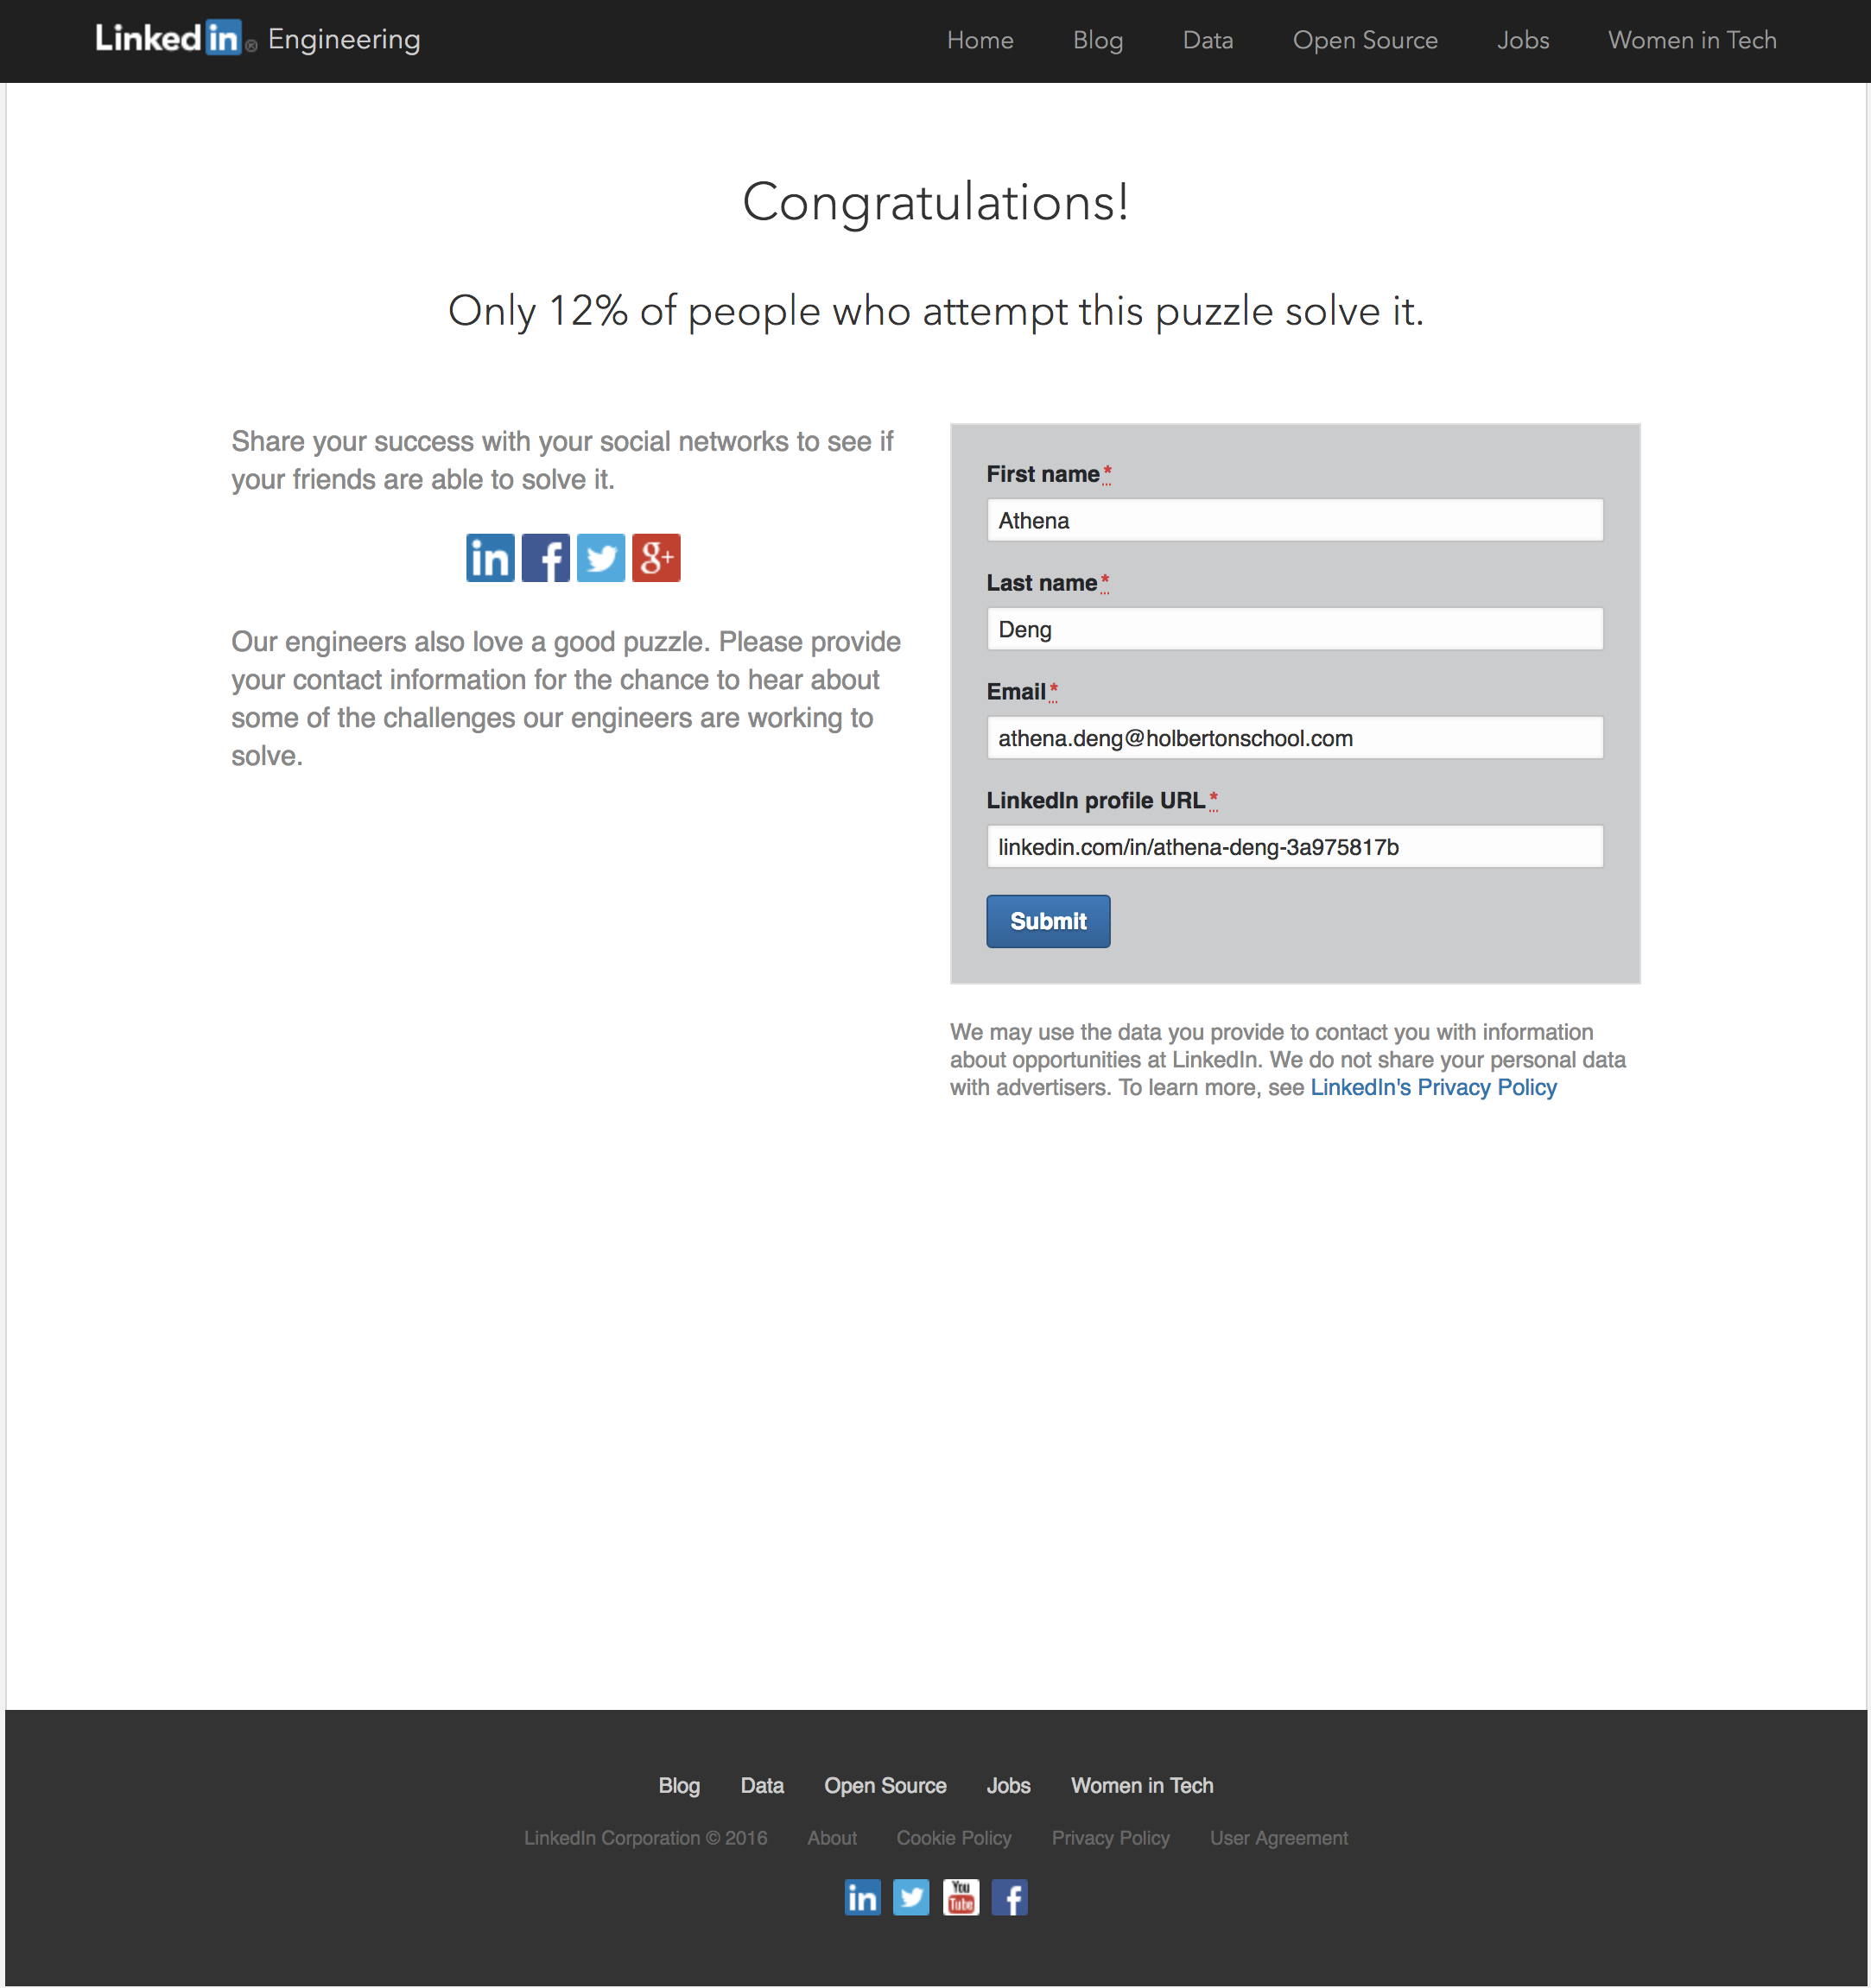 Linked in ® Engineering
Home Blog Data Open Source Jobs Women in Tech
Congratulations!
Only 12% of people who attempt this puzzle solve it.
Share your success with your social networks to see if
your friends are able to solve it.
in f g+
Our engineers also love a good puzzle. Please provide
your contact information for the chance to hear about
some of the challenges our engineers are working to
solve.
First name*
Athena
Last name*
Deng
Email*
athena.deng@holbertonschool.com
LinkedIn profile URL*
linkedin.com/in/athena-deng-3a975817b
Submit
We may use the data you provide to contact you with information
about opportunities at LinkedIn. We do not share your personal data
with advertisers. To learn more, see LinkedIn's Privacy Policy
Blog Data Open Source Jobs Women in Tech
LinkedIn Corporation © 2016 About Cookie Policy Privacy Policy User Agreement
in You Tube f